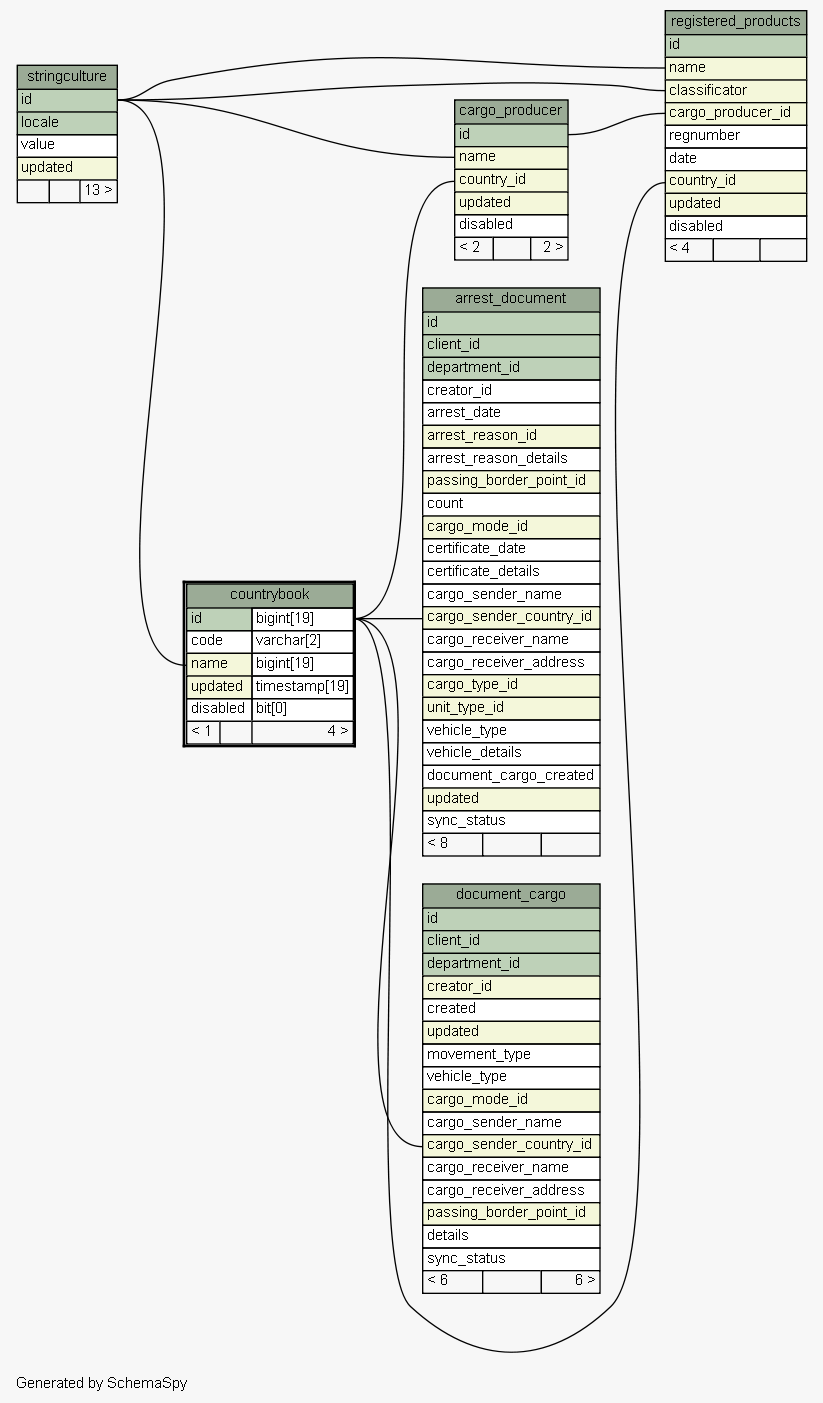 stringculture
id
locale
value
updated
13 >
cargo_producer
id
name
country_id
updated
disabled
< 2 2 >
registered_products
id
name
classificator
cargo_producer_id
regnumber
date
country_id
updated
disabled
< 4
arrest_document
id
client_id
department_id
creator_id
arrest_date
arrest_reason_id
arrest_reason_details
passing_border_point_id
count
cargo_mode_id
certificate_date
certificate_details
cargo_sender_name
cargo_sender_country_id
cargo_receiver_name
cargo_receiver_address
cargo_type_id
unit_type_id
vehicle_type
vehicle_details
document_cargo_created
updated
sync_status
< 8
countrybook
id bigint[19]
code varchar[2]
name bigint[19]
updated timestamp[19]
disabled bit[0]
< 1 4 >
document_cargo
id
client_id
department_id
creator_id
created
updated
movement_type
vehicle_type
cargo_mode_id
cargo_sender_name
cargo_sender_country_id
cargo_receiver_name
cargo_receiver_address
passing_border_point_id
details
sync_status
< 6 6 >
Generated by SchemaSpy